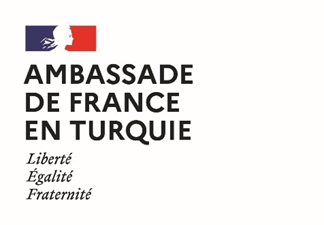 AMBASSADE
DE FRANCE
EN TURQUIE
Liberté
Égalité
Fraternité